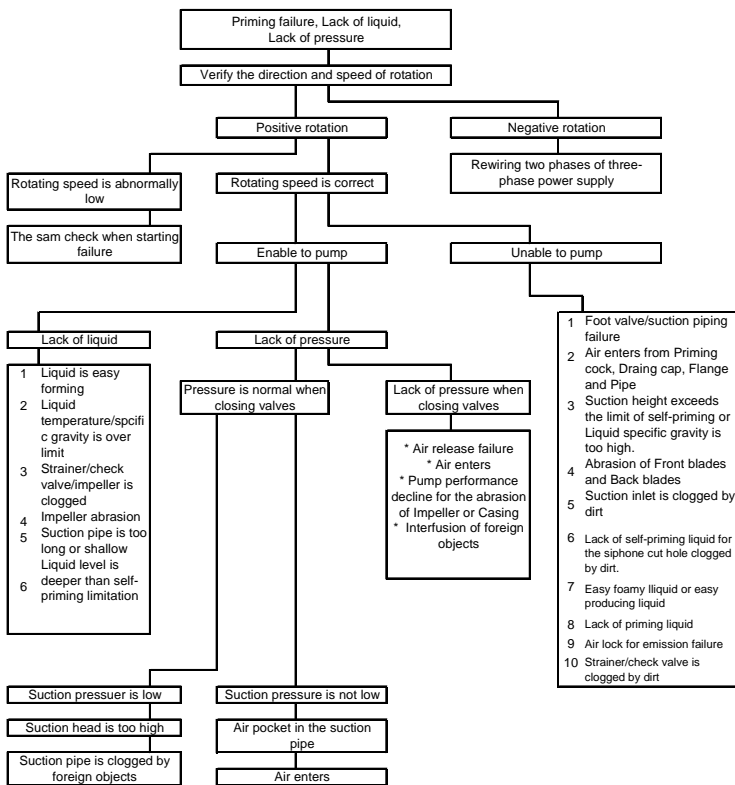 Priming failure, Lack of liquid,
Lack of pressure
Verify the direction and speed of rotation
Positive rotation
Negative rotation
Rotating speed is abnormally
low
Rotating speed is correct
Rewiring two phases of three-
phase power supply
The sam check when starting
failure
Enable to pump
Unable to pump
Lack of liquid
Lack of pressure
1 Liquid is easy
forming
2 Liquid
temperature/spcifi
c gravity is over
limit
3 Strainer/check
valve/impeller is
clogged
4 Impeller abrasion
5 Suction pipe is too
long or shallow
Liquid level is
6 deeper than self-
priming limitation
Pressure is normal when
closing valves
Lack of pressure when
closing valves
* Air release failure
* Air enters
* Pump performance
decline for the abrasion
of Impeller or Casing
* Interfusion of foreign
objects
1 Foot valve/suction piping
failure
2 Air enters from Priming
cock, Draing cap, Flange
and Pipe
3 Suction height exceeds
the limit of self-priming or
Liquid specific gravity is
too high.
4 Abrasion of Front blades
and Back blades
5 Suction inlet is clogged by
dirt
6 Lack of self-priming liquid for
the siphone cut hole clogged
by dirt.
7 Easy foamy lliquid or easy
producing liquid
8 Lack of priming liquid
9 Air lock for emission failure
10 Strainer/check valve is
clogged by dirt
Suction pressuer is low
Suction pressure is not low
Suction head is too high
Air pocket in the suction
pipe
Suction pipe is clogged by
foreign objects
Air enters